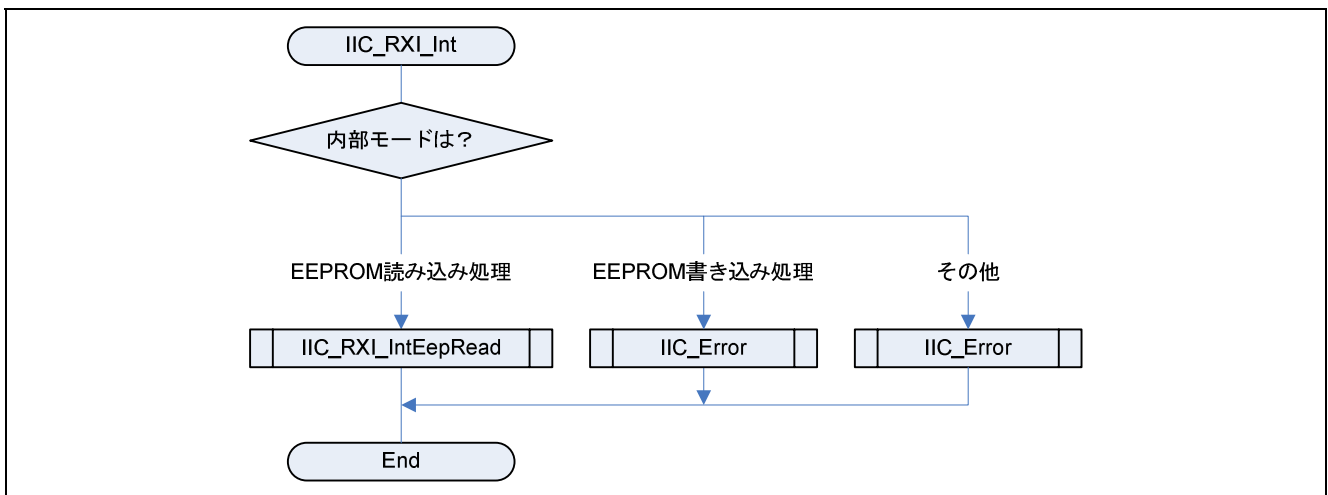 IIC_RXI_Int
内部モードは？
EEPROM読み込み処理
EEPROM書き込み処理
その他
IIC_RXI_IntEepRead
IIC_Error
IIC_Error
End